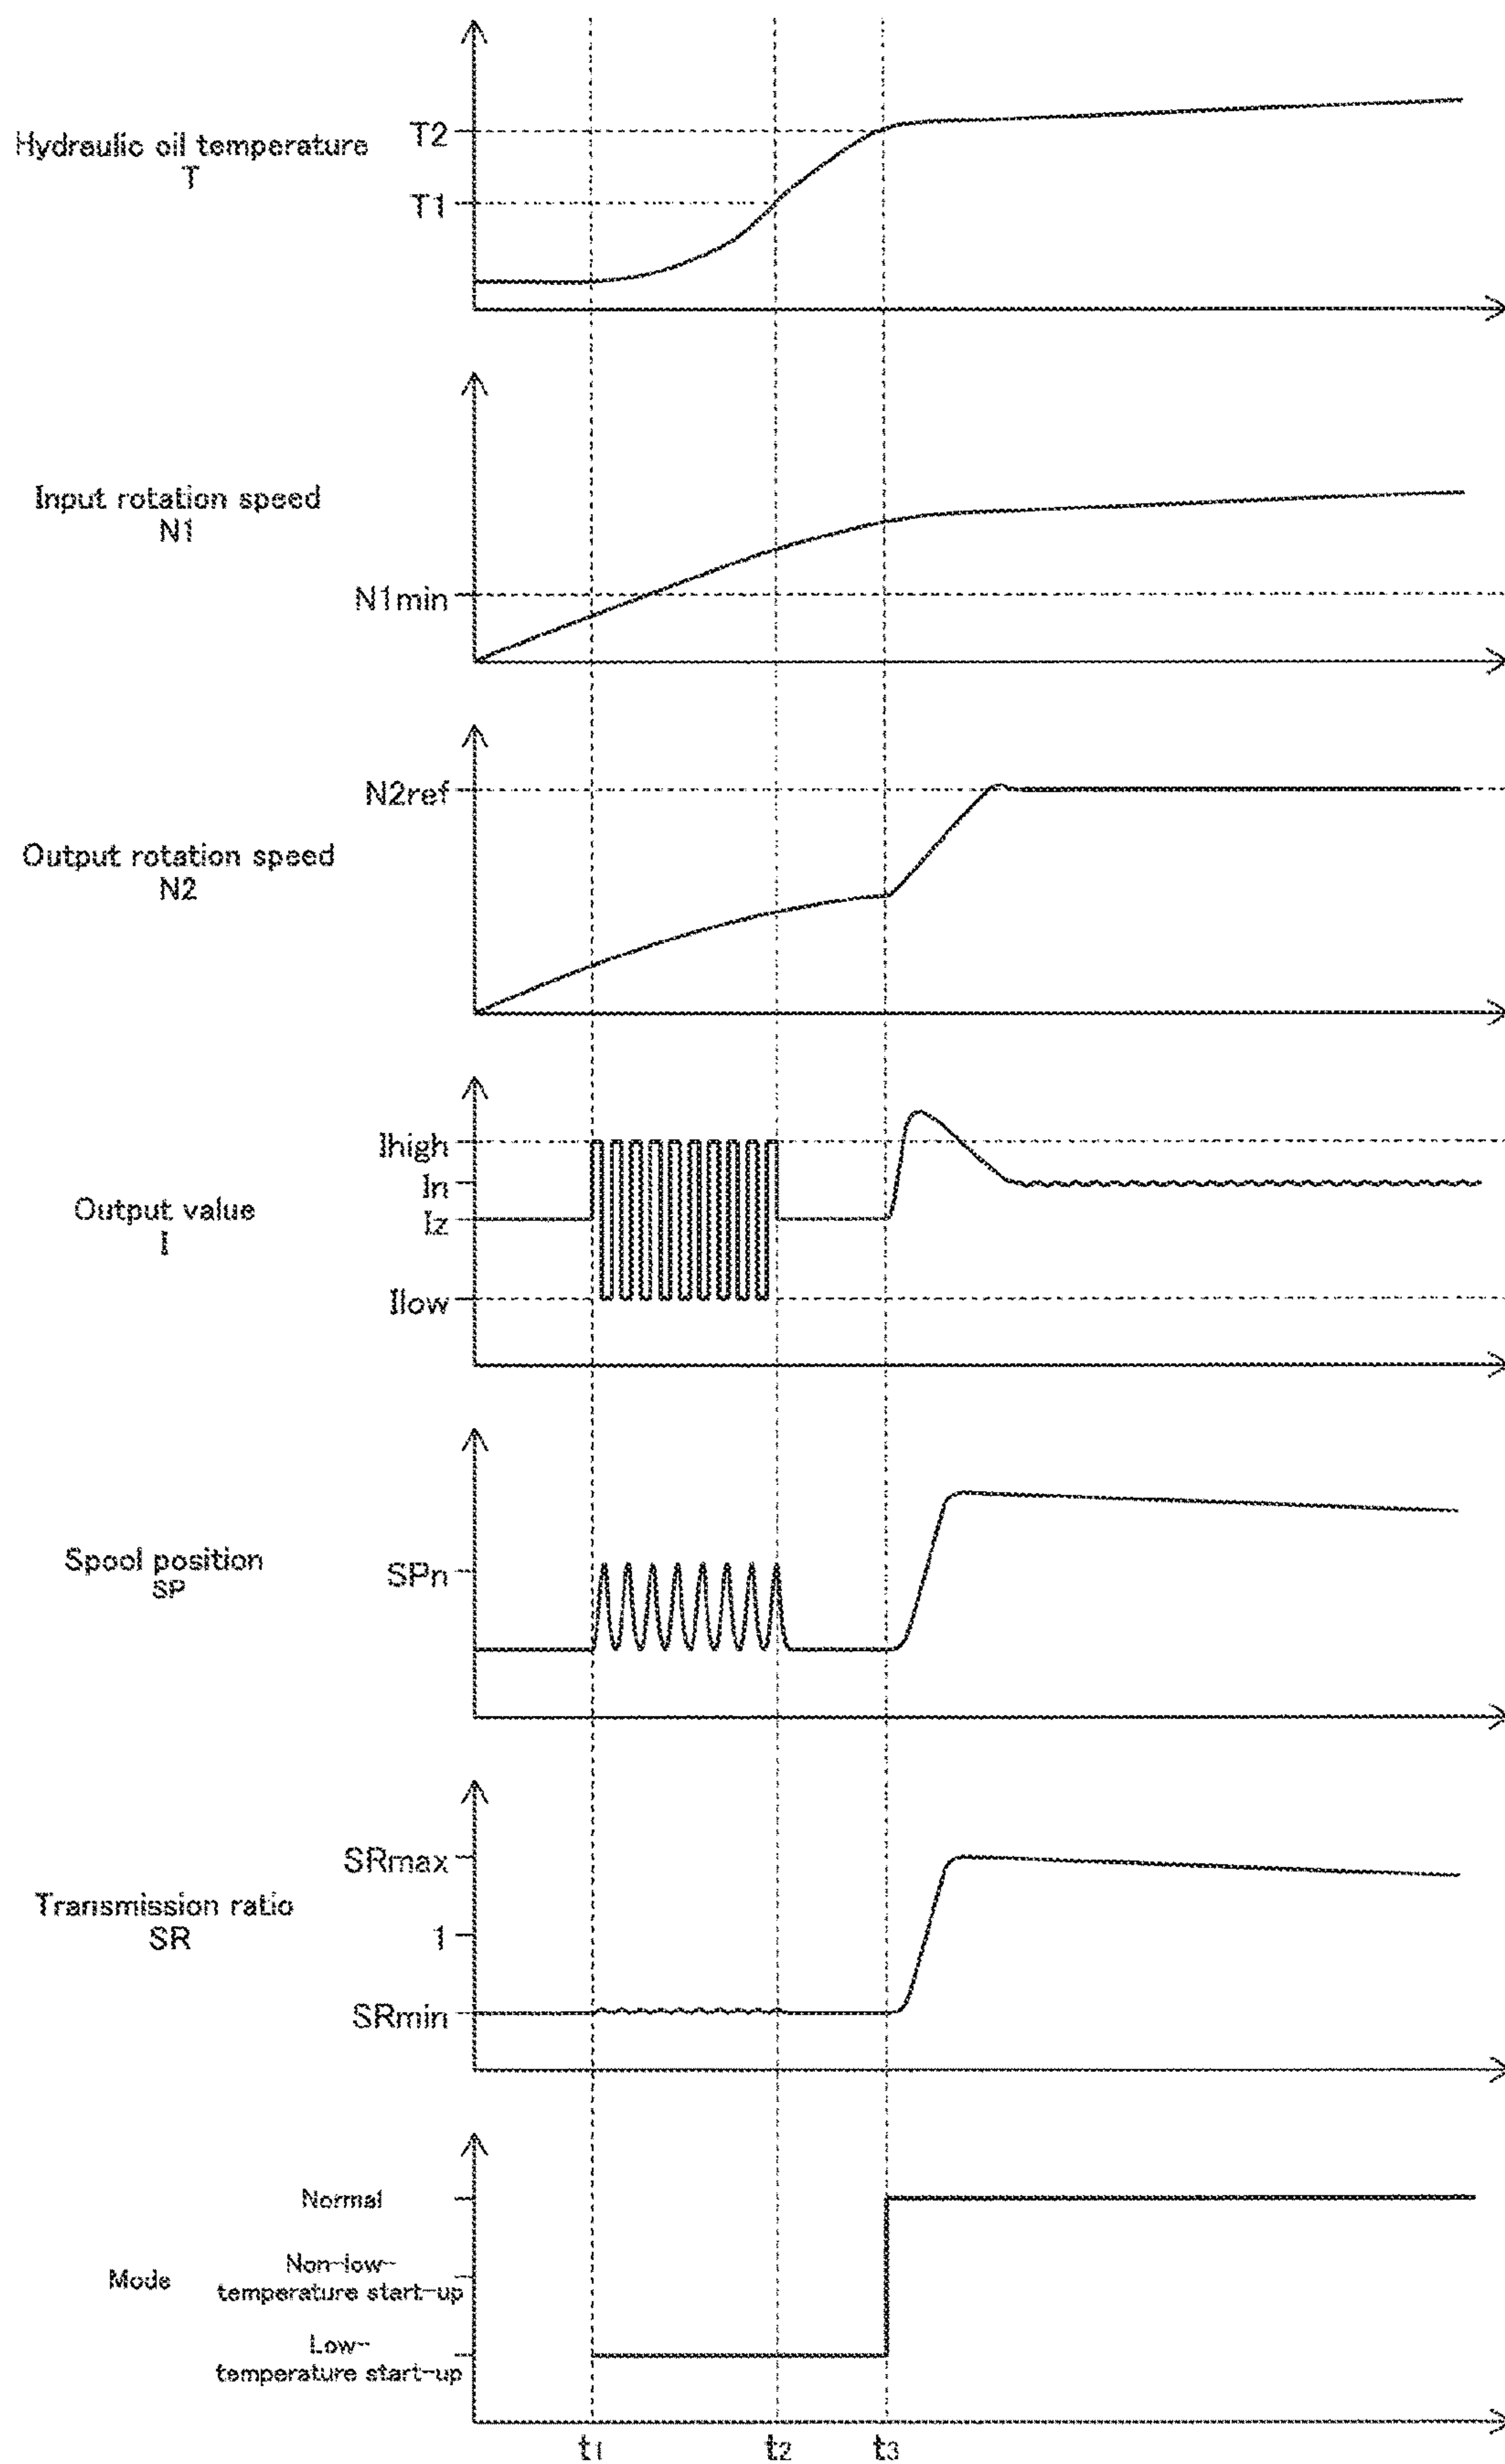 Hydraulic oil temperature
T
T2
T1
Input rotation speed
N1
N1min
Output rotation speed
N2
N2ref
Output value
I
Ihigh
In
Iz
Ilow
Spool position
SP
SPn
Transmission ratio
SR
SRmax
1
SRmin
Mode
Normal
Non-low-
temperature start-up
Low-
temperature start-up
t1
t2
t3